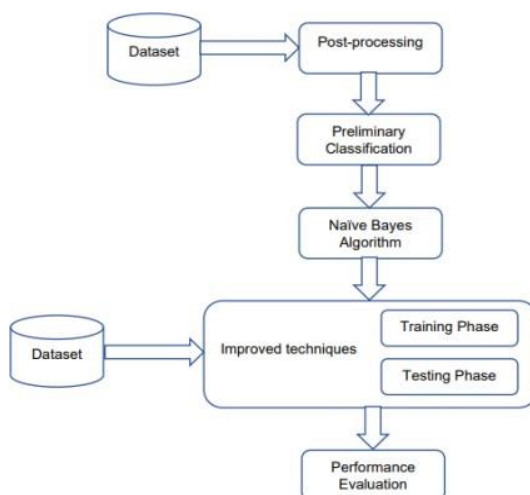 Dataset
Post-processing
Preliminary
Classification
Naïve Bayes
Algorithm
Dataset
Improved techniques
Training Phase
Testing Phase
Performance
Evaluation